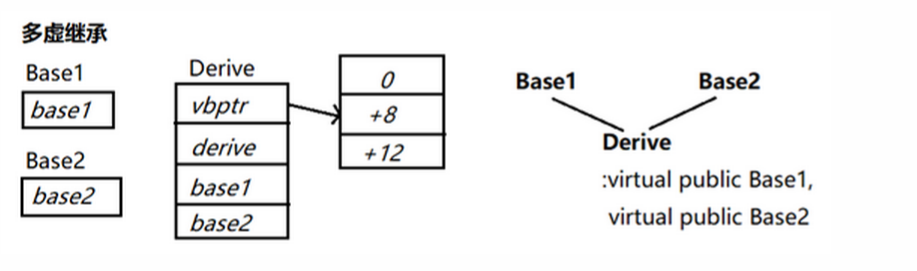 多虚继承
Base1
base1
Base2
base2
Derive
vbptr
derive
base1
base2
0
+8
+12
Base1
Base2
Derive
:virtual public Base1,
virtual public Base2